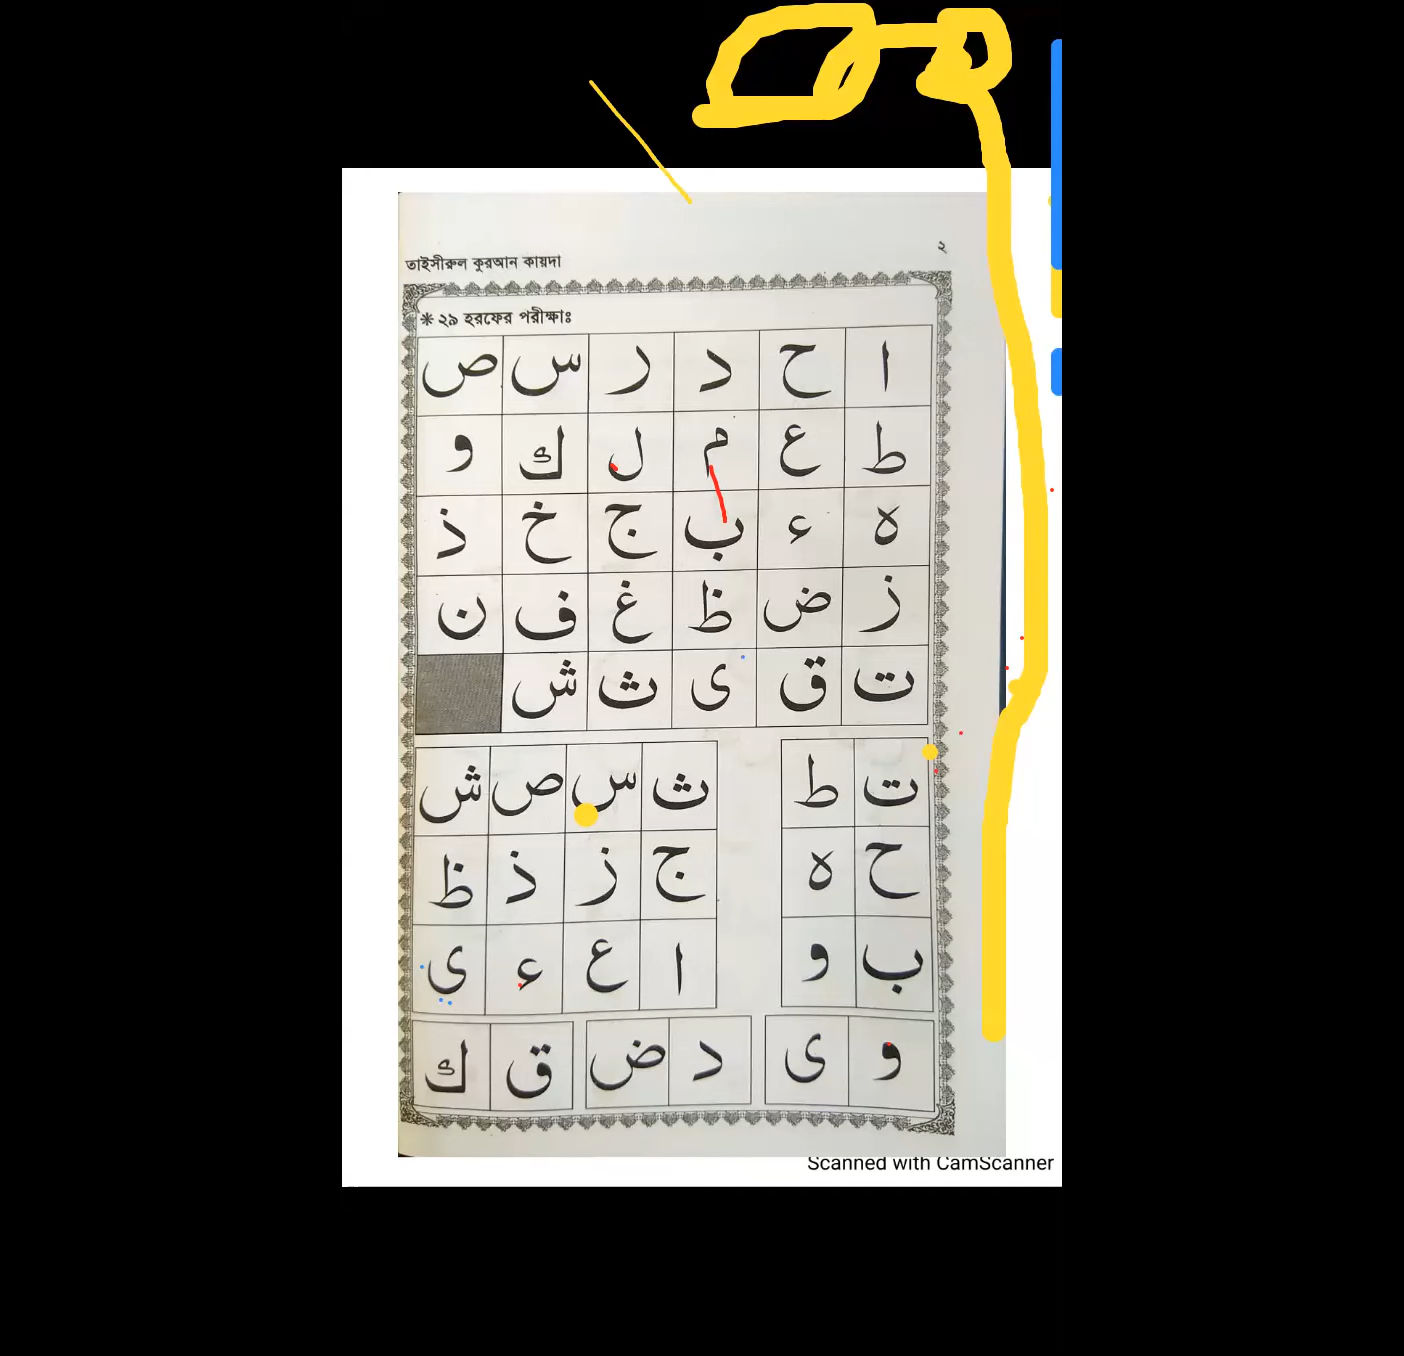 ২
তাইসীরুল কুরআন কায়দা
* ২৯ হরফের পরীক্ষাঃ
ا ح د ر س ص
ط ع م ل ك و
ه ء ب ج خ ذ
ز ض ظ غ ف ن
ت ق ى ث ش
ت ط ث س ص ش
ح ه ج ز ذ ظ
ب و ا ع ء ى
و ى د ض ق ك
Scanned with CamScanner